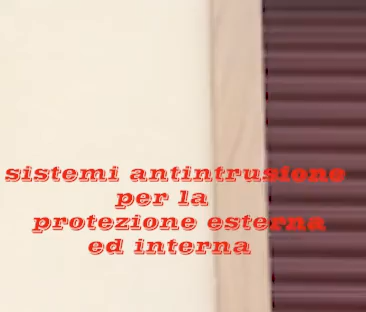 sistemi antintrusione
per la
protezione esterna
ed interna